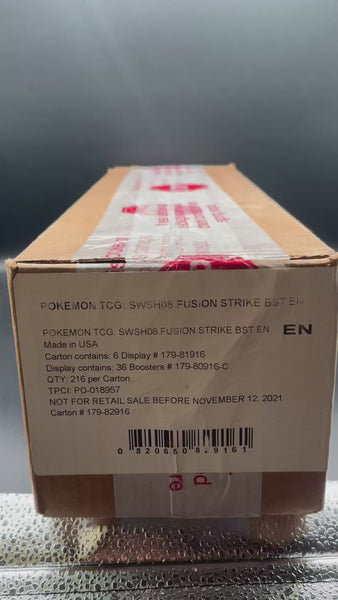 POKEMON TCG: SWSH08 FUSION STRIKE BST EN
POKEMON TCG: SWSH08 FUSION STRIKE BST EN EN
Made in USA
Carton contains: 6 Display # 179-81916
Display contains: 36 Boosters # 179-80916-C
QTY: 216 per Carton
TPCI: PO-018957
NOT FOR RETAIL SALE BEFORE NOVEMBER 12, 2021
Carton # 179-82916
0 820650 829161